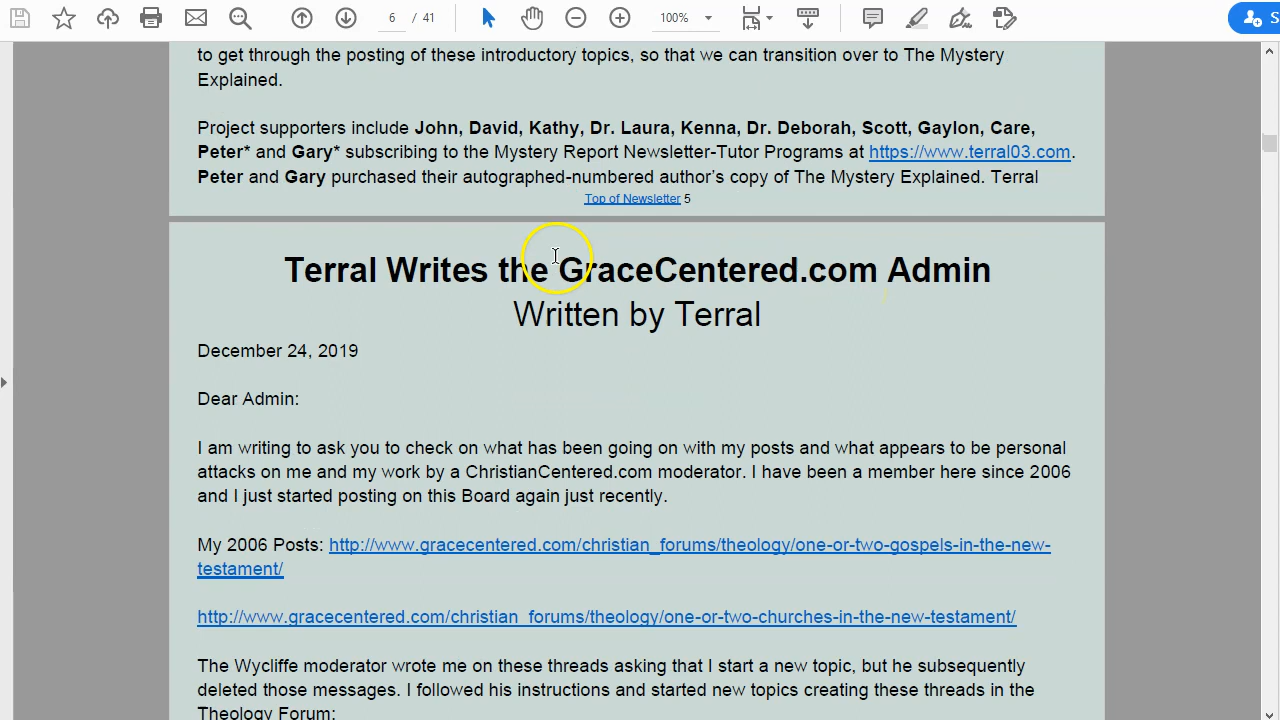 6 / 41
100%
S
to get through the posting of these introductory topics, so that we can transition over to The Mystery
Explained.
Project supporters include John, David, Kathy, Dr. Laura, Kenna, Dr. Deborah, Scott, Gaylon, Care,
Peter* and Gary* subscribing to the Mystery Report Newsletter-Tutor Programs at https://www.terral03.com.
Peter and Gary purchased their autographed-numbered author's copy of The Mystery Explained. Terral
Top of Newsletter 5
Terral Writes the GraceCentered.com Admin
Written by Terral
December 24, 2019
Dear Admin:
I am writing to ask you to check on what has been going on with my posts and what appears to be personal
attacks on me and my work by a ChristianCentered.com moderator. I have been a member here since 2006
and I just started posting on this Board again just recently.
My 2006 Posts: http://www.gracecentered.com/christian_forums/theology/one-or-two-gospels-in-the-new-
testament/
http://www.gracecentered.com/christian_forums/theology/one-or-two-churches-in-the-new-testament/
The Wycliffe moderator wrote me on these threads asking that I start a new topic, but he subsequently
deleted those messages. I followed his instructions and started new topics creating these threads in the
Theology Forum: